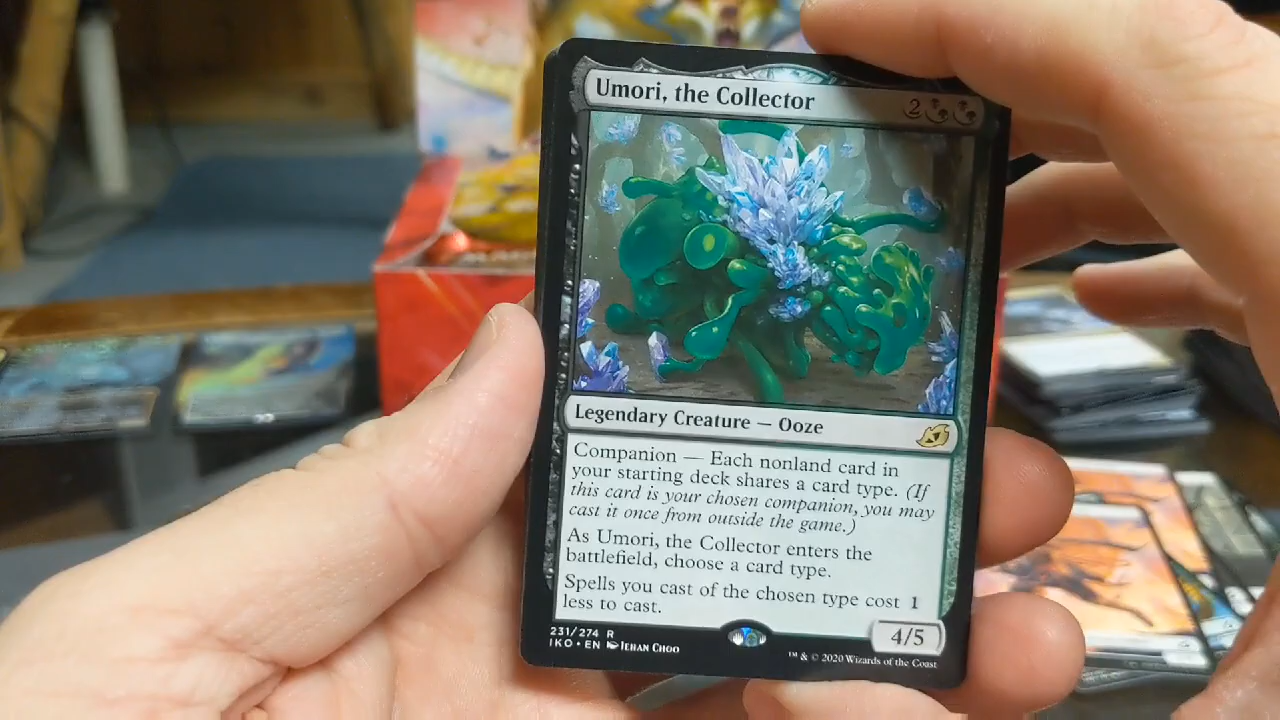 Umori, the Collector 2
Legendary Creature — Ooze
Companion — Each nonland card in
your starting deck shares a card type. (If
this card is your chosen companion, you may
cast it once from outside the game.)
As Umori, the Collector enters the
battlefield, choose a card type.
Spells you cast of the chosen type cost 1
less to cast.
4/5
231/274 R
IKO • EN Jehan Choo
™ & © 2020 Wizards of the Coast